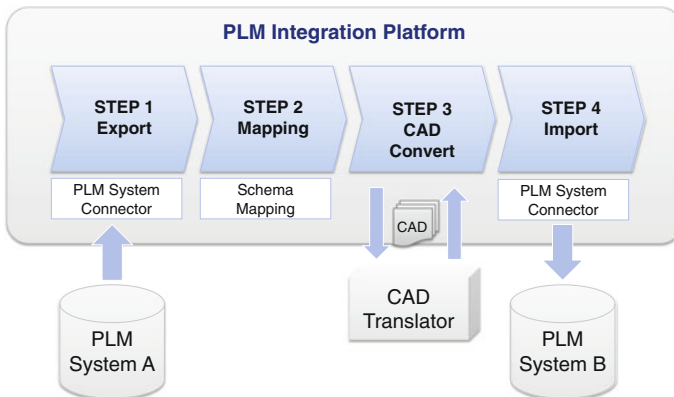 PLM Integration Platform
STEP 1
Export
STEP 2
Mapping
STEP 3
CAD
Convert
STEP 4
Import
PLM System
Connector
Schema
Mapping
PLM System
Connector
CAD
CAD
Translator
PLM
System A
PLM
System B